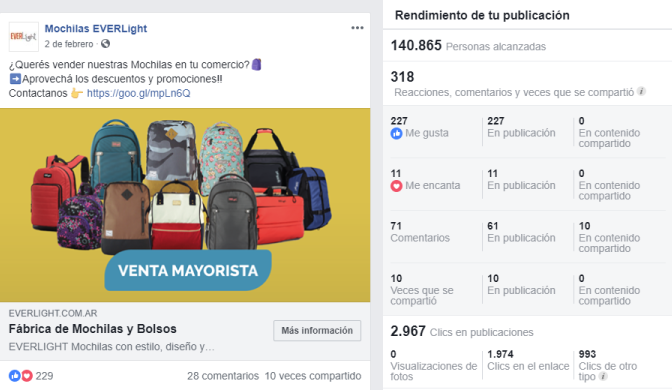 EVERLight
Mochilas EVERLight
2 de febrero ·
¿Querés vender nuestras Mochilas en tu comercio?
Aprovechá los descuentos y promociones!!
Contactanos https://goo.gl/mpLn6Q
VENTA MAYORISTA
EVERLIGHT.COM.AR
Fábrica de Mochilas y Bolsos
EVERLIGHT Mochilas con estilo, diseño y…
Más información
229
28 comentarios 10 veces compartido
Rendimiento de tu publicación
140.865 Personas alcanzadas
318
Reacciones, comentarios y veces que se compartió
227 227 0
Me gusta En publicación En contenido
compartido
11 11 0
Me encanta En publicación En contenido
compartido
71 61 10
Comentarios En publicación En contenido
compartido
10 10 0
Veces que se En publicación En contenido
compartió compartido
2.967 Clics en publicaciones
0 1.974 993
Visualizaciones de Clics en el enlace Clics de otro
fotos tipo